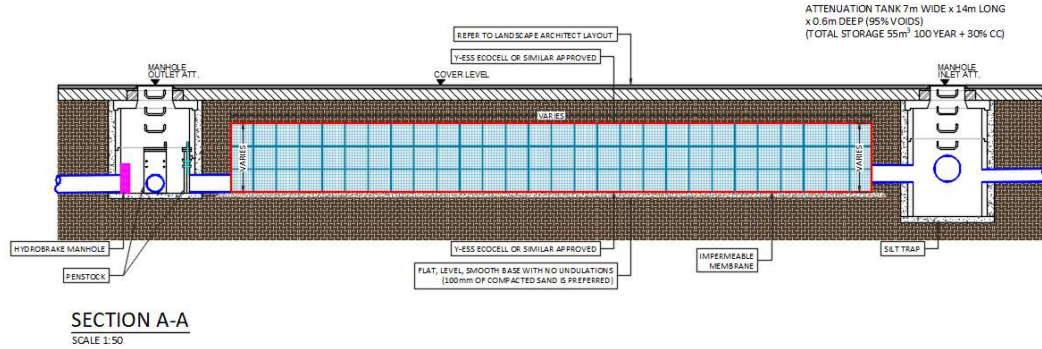 ATTENUATION TANK 7m WIDE x 14m LONG
x 0.6m DEEP (95% VOIDS)
(TOTAL STORAGE 55m³ 100 YEAR + 30% CC)
REFER TO LANDSCAPE ARCHITECT LAYOUT
Y-ESS ECOCELL OR SIMILAR APPROVED
MANHOLE
OUTLET ATT.
COVER LEVEL
MANHOLE
INLET ATT.
VARIES
VARIES
VARIES
HYDROBRAKE MANHOLE
PENSTOCK
Y-ESS ECOCELL OR SIMILAR APPROVED
FLAT, LEVEL, SMOOTH BASE WITH NO UNDULATIONS
(100mm OF COMPACTED SAND IS PREFERRED)
IMPERMEABLE
MEMBRANE
SILT TRAP
SECTION A-A
SCALE 1:50